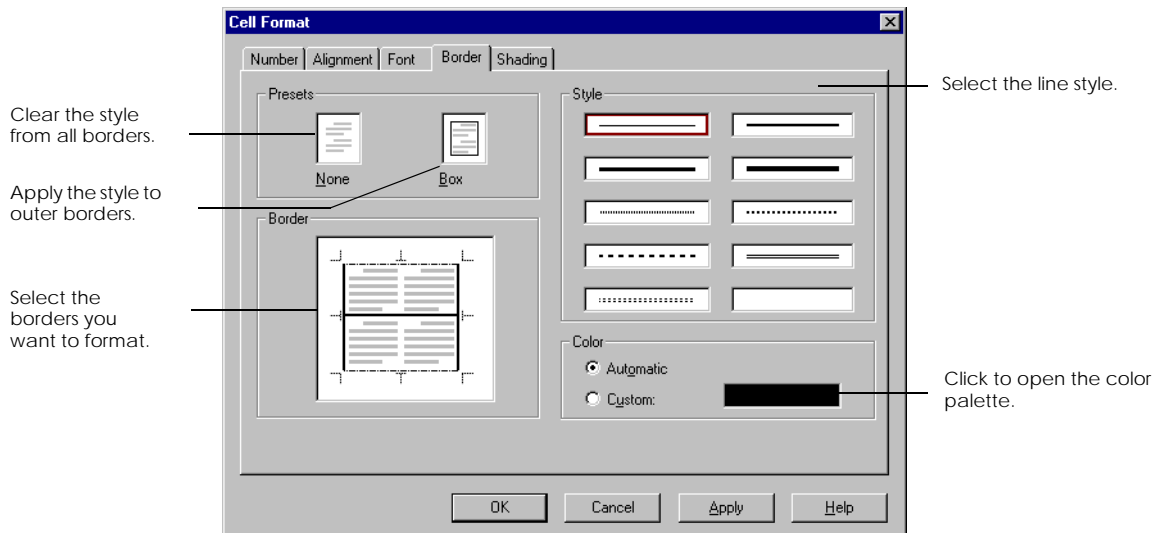 Cell Format
Number Alignment Font Border Shading
Presets
None
Box
Border
Style
Color
Automatic
Custom:
OK Cancel Apply Help
Clear the style
from all borders.
Apply the style to
outer borders.
Select the
borders you
want to format.
Select the line style.
Click to open the color
palette.